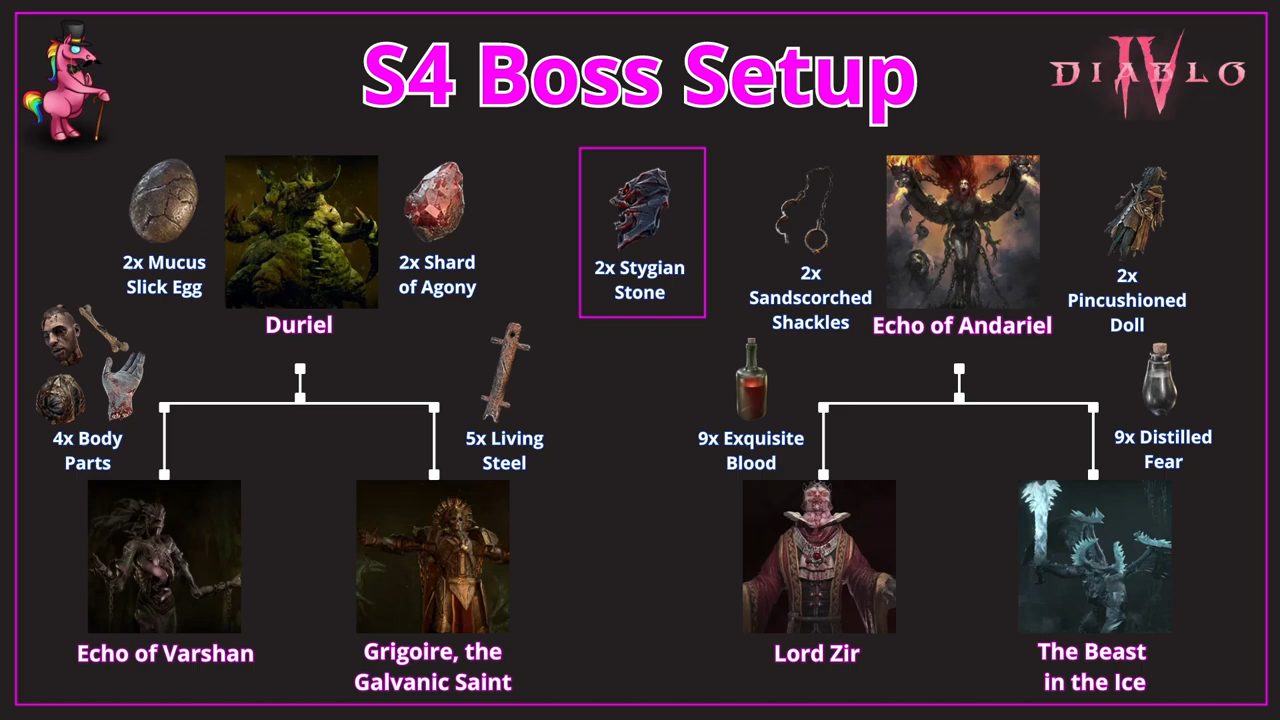 S4 Boss Setup
DIABLO
IV
2x Mucus
Slick Egg
Duriel
2x Shard
of Agony
2x Stygian
Stone
2x
Sandscorched
Shackles
Echo of Andariel
2x
Pincushioned
Doll
4x Body
Parts
5x Living
Steel
9x Exquisite
Blood
9x Distilled
Fear
Echo of Varshan
Grigoire, the
Galvanic Saint
Lord Zir
The Beast
in the Ice